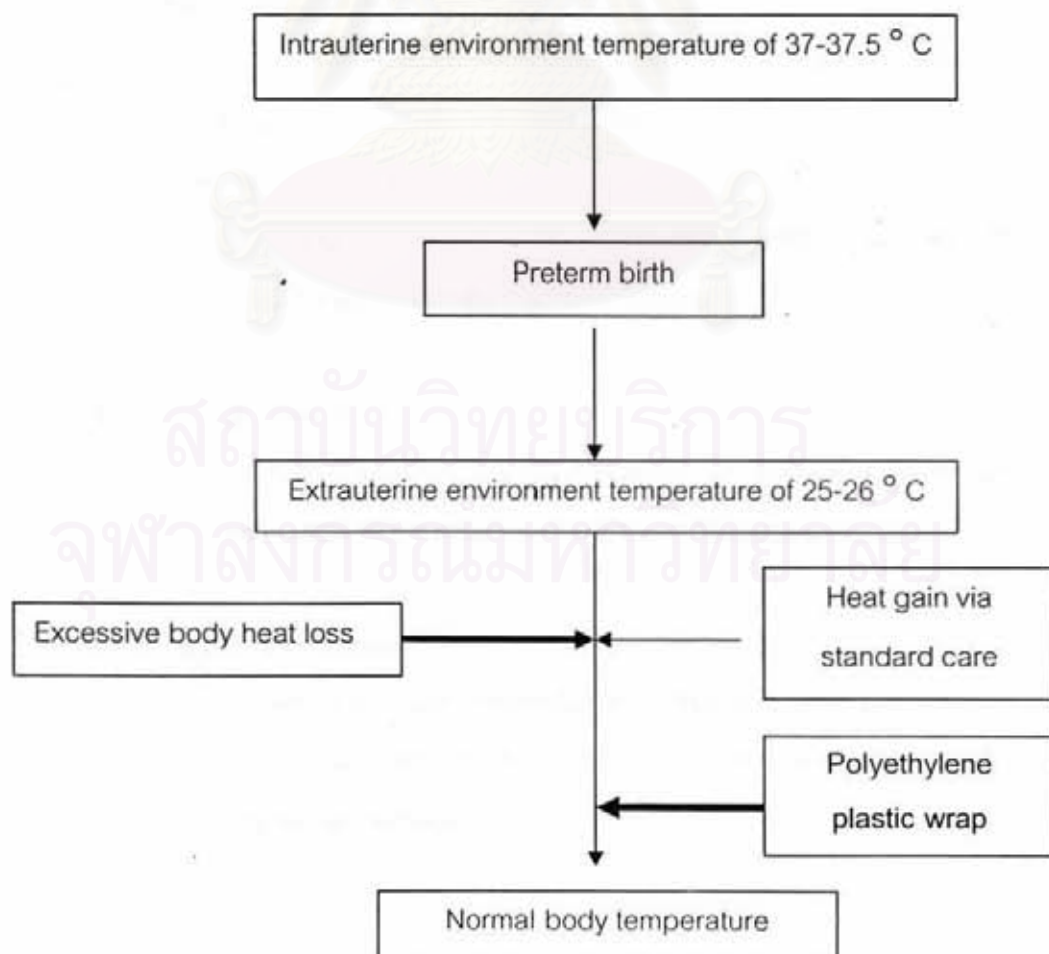 Intrauterine environment temperature of 37-37.5 ° C
Preterm birth
สถาบันวิทยบริการ
Extrauterine environment temperature of 25-26 ° C
จุฬาลงกรณ์มหาวิทยาลัย
Heat gain via
standard care
Excessive body heat loss
Polyethylene
plastic wrap
Normal body temperature